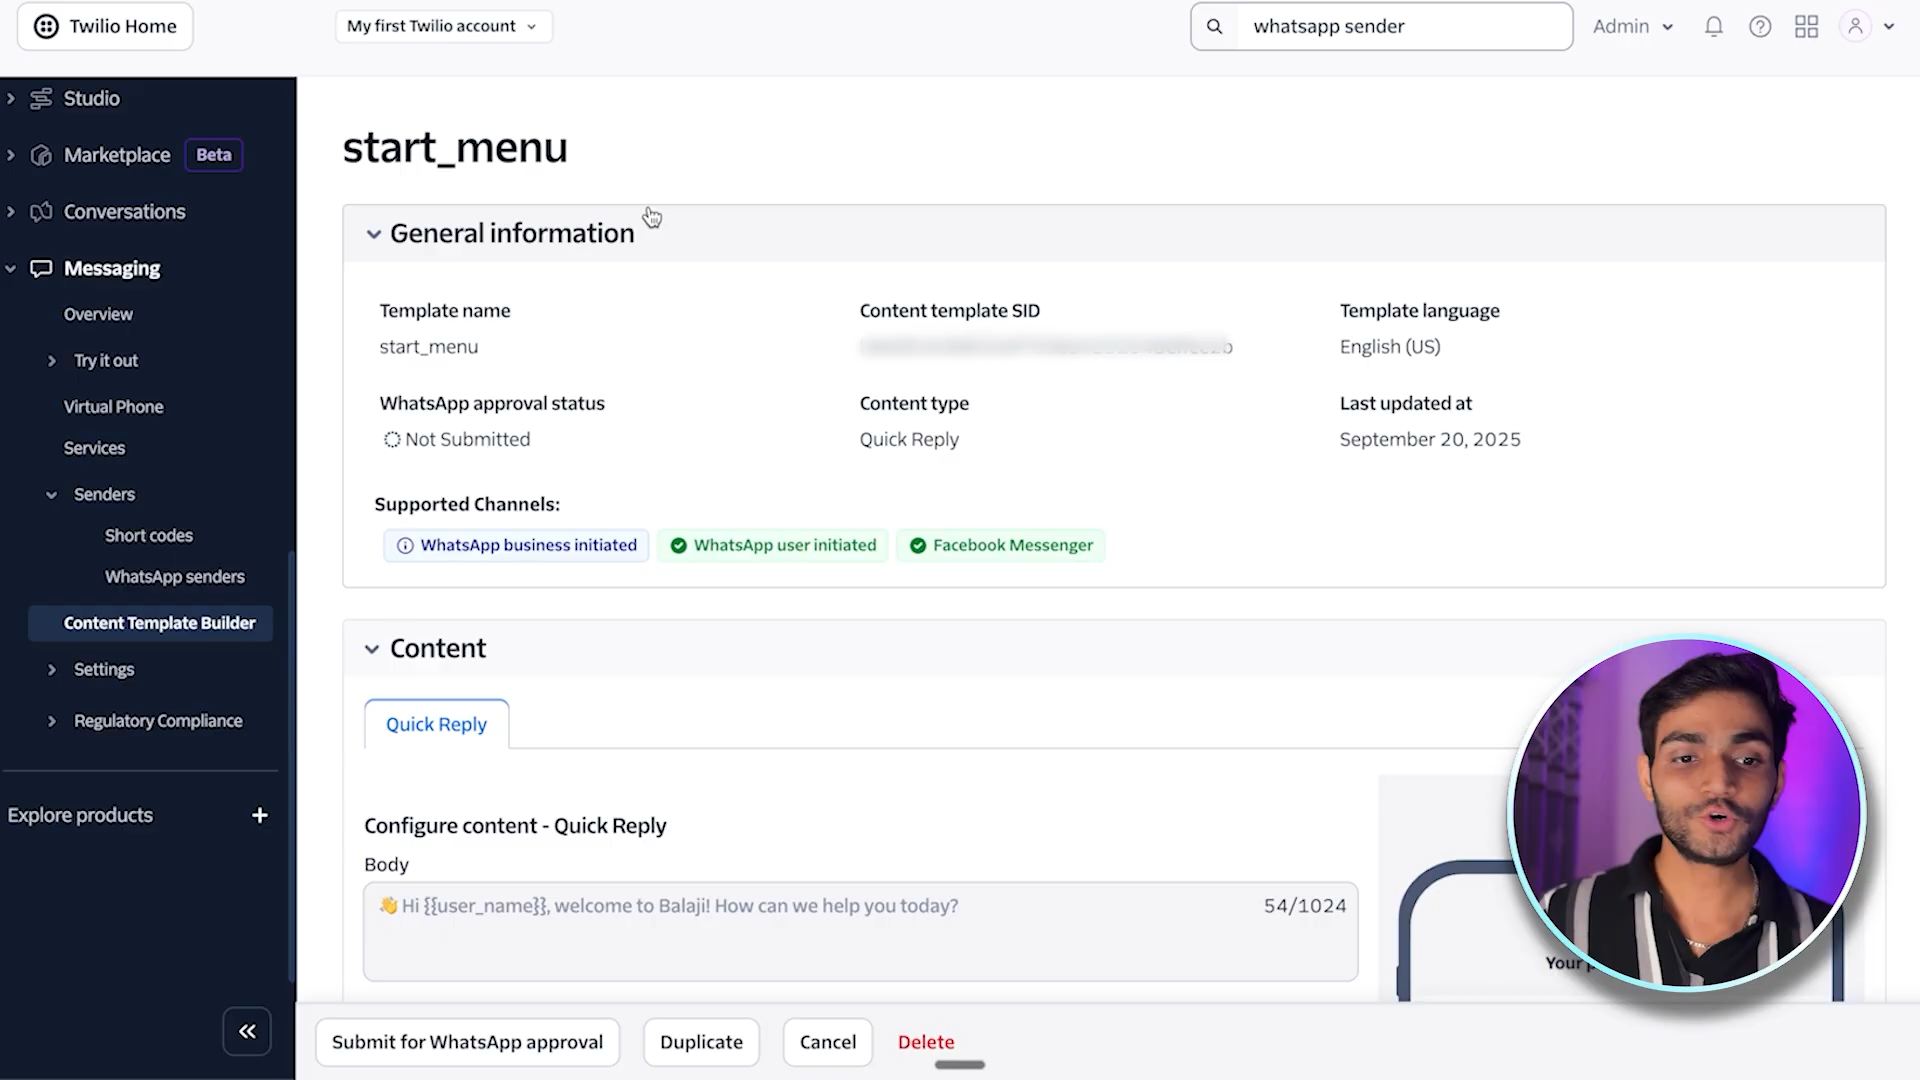 Twilio Home
My first Twilio account
whatsapp sender
Admin
Studio
Marketplace Beta
Conversations
Messaging
Overview
Try it out
Virtual Phone
Services
Senders
Short codes
WhatsApp senders
Content Template Builder
Settings
Regulatory Compliance
Explore products
start_menu
General information
Template name
start_menu
Content template SID
Template language
English (US)
WhatsApp approval status
Not Submitted
Content type
Quick Reply
Last updated at
September 20, 2025
Supported Channels:
WhatsApp business initiated
WhatsApp user initiated
Facebook Messenger
Content
Quick Reply
Configure content - Quick Reply
Body
👋 Hi {{user_name}}, welcome to Balaji! How can we help you today?
54/1024
Your
Submit for WhatsApp approval
Duplicate
Cancel
Delete